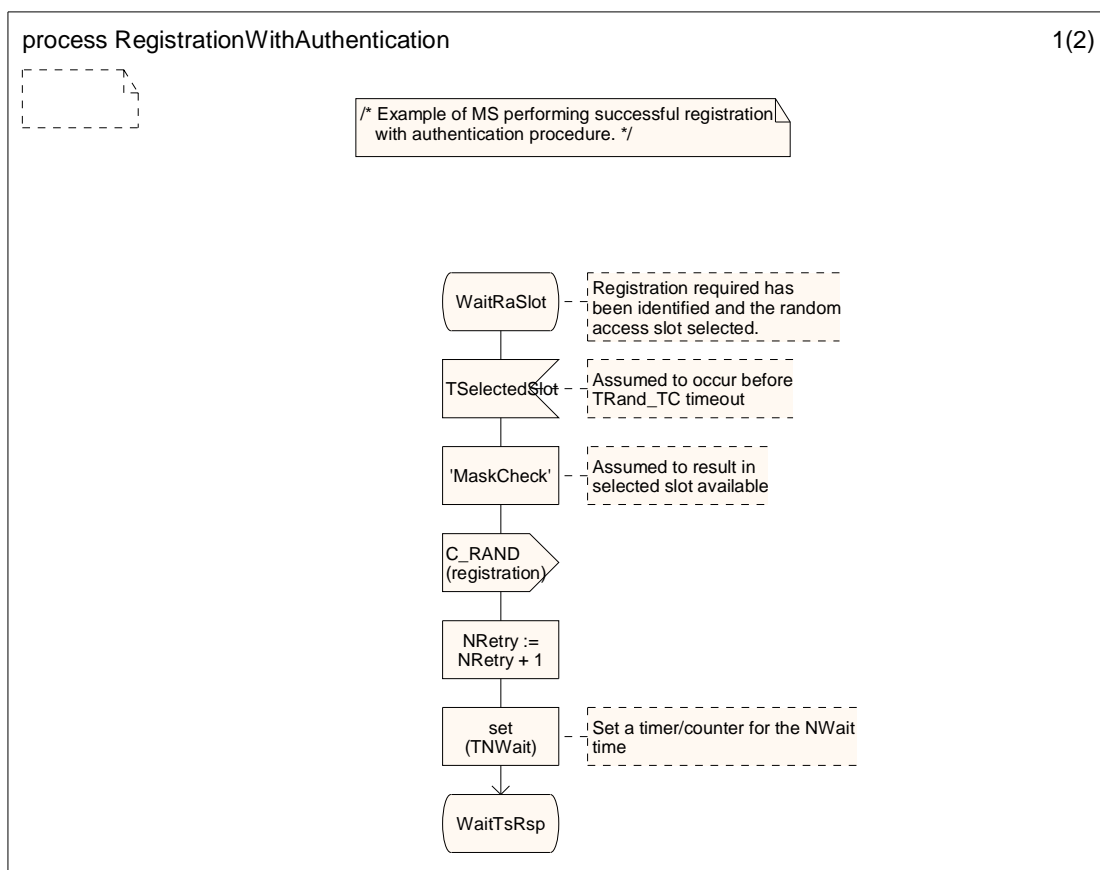 process RegistrationWithAuthentication
1(2)
/* Example of MS performing successful registration
with authentication procedure. */
WaitRaSlot
Registration required has
been identified and the random
access slot selected.
TSelectedSlot
Assumed to occur before
TRand_TC timeout
'MaskCheck'
Assumed to result in
selected slot available
C_RAND
(registration)
NRetry :=
NRetry + 1
set
(TNWait)
Set a timer/counter for the NWait
time
WaitTsRsp